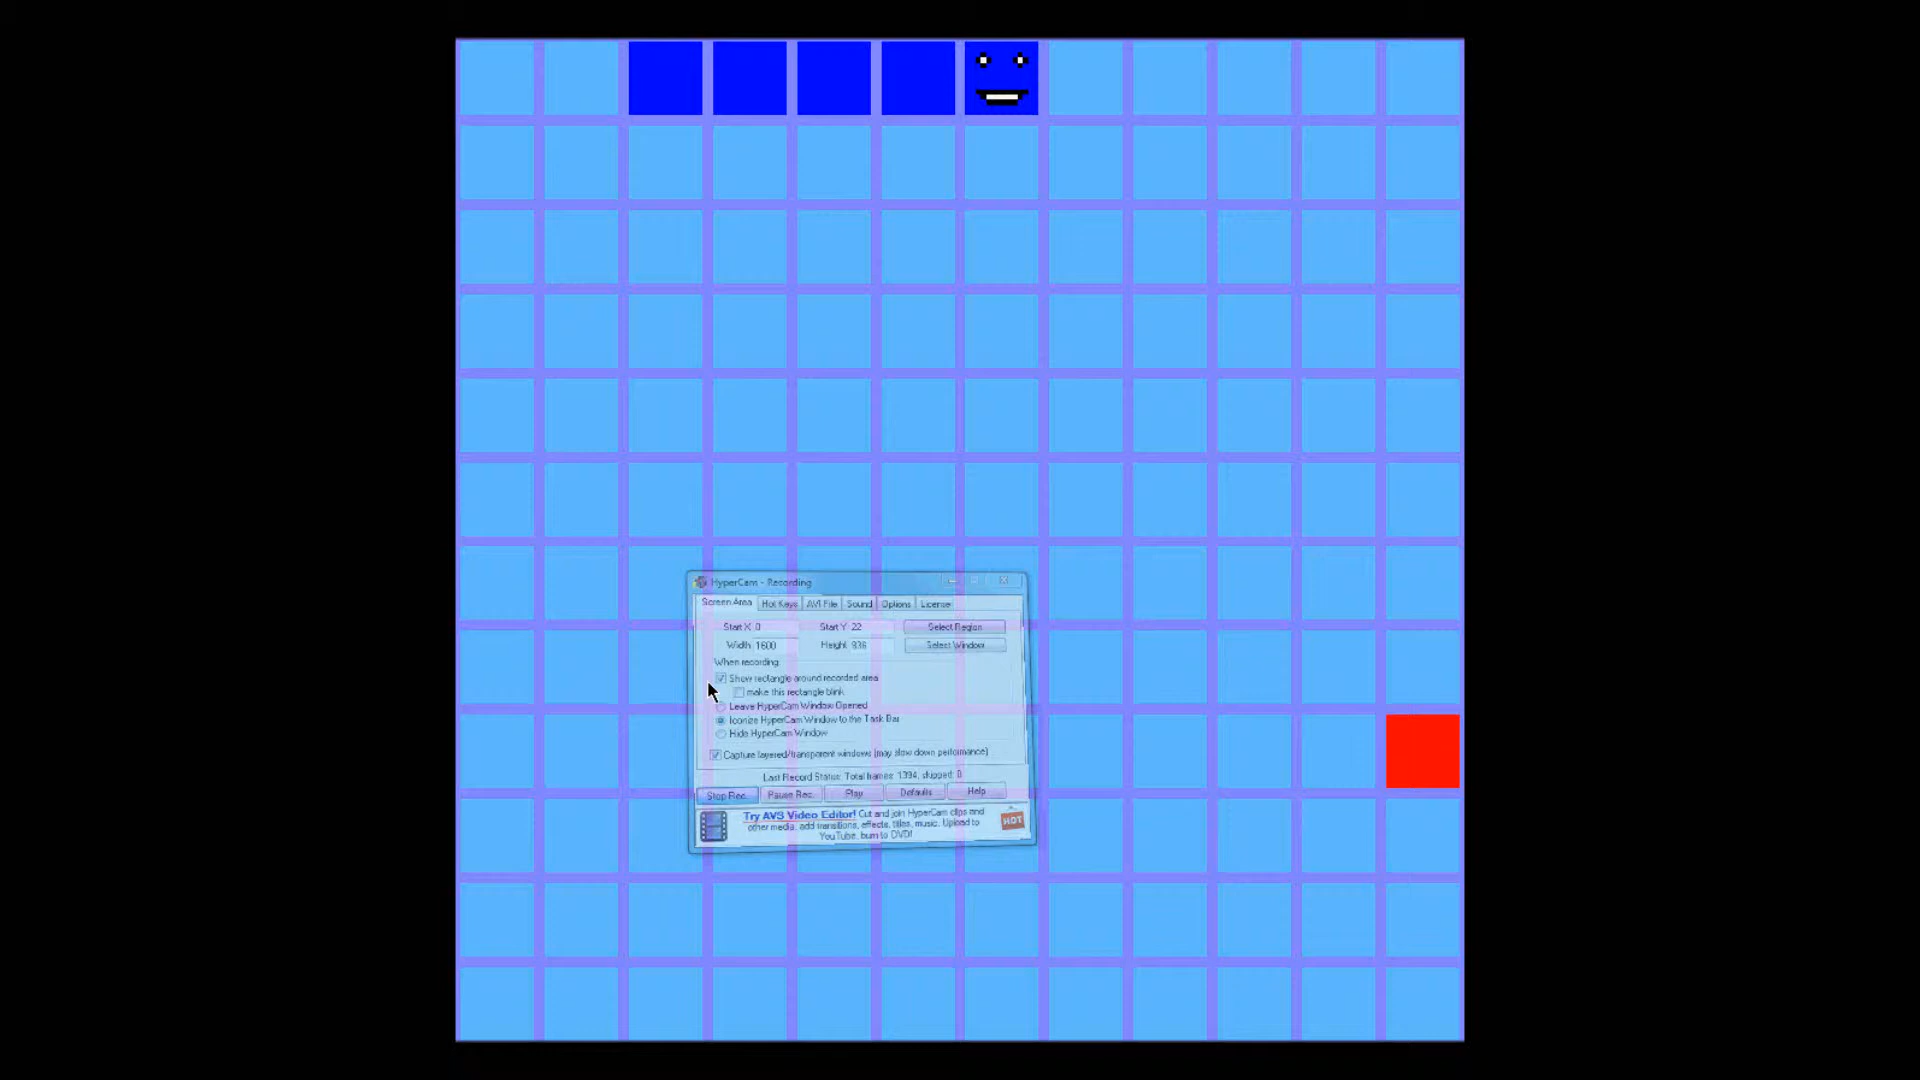 HyperCam - Recording
Screen Area Hot Keys AVI File Sound Options License
Start X 0 Start Y 22 Select Region
Width 1600 Height 836 Select Window
When recording:
Show rectangle around recorded area
make this rectangle blink
Leave HyperCam Window Opened
Iconize HyperCam Window to the Task Bar
Hide HyperCam Window
Capture layered/transparent windows (may slow down performance)
Last Record Status: Total frames: 1394, skipped: 0
Stop Rec. Pause Rec. Play Defaults Help
Try AVS Video Editor! Cut and join HyperCam clips and
other media, add transitions, effects, titles, music. Upload to
YouTube, burn to DVD!
HOT